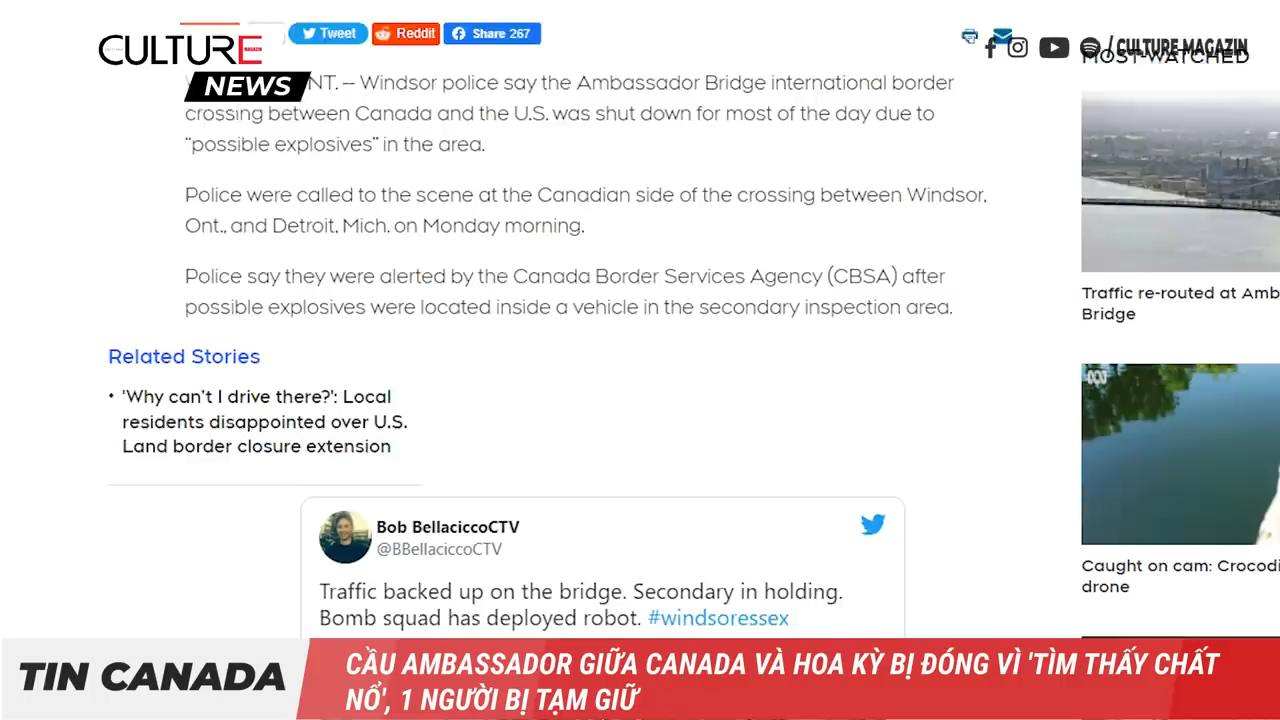 CULTURE
MAGAZIN
NEWS
Tweet
Reddit
Share 267
/ CULTURE MAGAZIN
MOST-WATCHED
NT. – Windsor police say the Ambassador Bridge international border
crossing between Canada and the U.S. was shut down for most of the day due to
“possible explosives” in the area.
Police were called to the scene at the Canadian side of the crossing between Windsor,
Ont., and Detroit, Mich. on Monday morning.
Police say they were alerted by the Canada Border Services Agency (CBSA) after
possible explosives were located inside a vehicle in the secondary inspection area.
Related Stories
• 'Why can't I drive there?': Local
residents disappointed over U.S.
Land border closure extension
Bob BellaciccoCTV
@BBellaciccoCTV
Traffic backed up on the bridge. Secondary in holding.
Bomb squad has deployed robot. #windsoressex
Traffic re-routed at Amb
Bridge
Caught on cam: Crocodi
drone
TIN CANADA
CẦU AMBASSADOR GIỮA CANADA VÀ HOA KỲ BỊ ĐÓNG VÌ 'TÌM THẤY CHẤT
NỔ', 1 NGƯỜI BỊ TẠM GIỮ